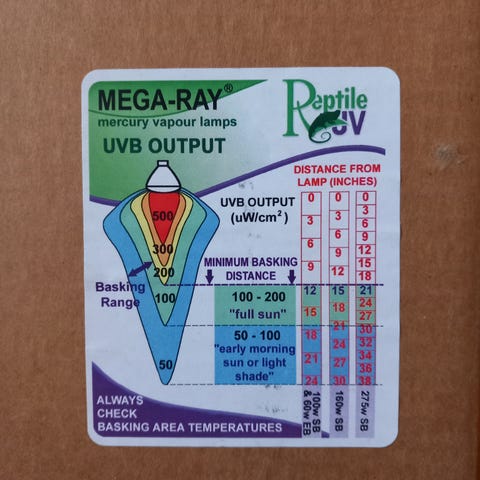 MEGA-RAY®
mercury vapour lamps
UVB OUTPUT
Reptile
UV
DISTANCE FROM
LAMP (INCHES)
UVB OUTPUT
(uW/cm²)
500
300
200
100
50
Basking
Range
MINIMUM BASKING
DISTANCE
100 - 200
"full sun"
50 - 100
"early morning
sun or light
shade"
0
3
6
9
12
15
18
21
24
100w SB
& 60w EB
0
3
6
9
12
15
18
21
24
27
30
160w SB
0
3
6
9
12
15
18
21
24
27
30
32
34
36
38
275w SB
ALWAYS
CHECK
BASKING AREA TEMPERATURES